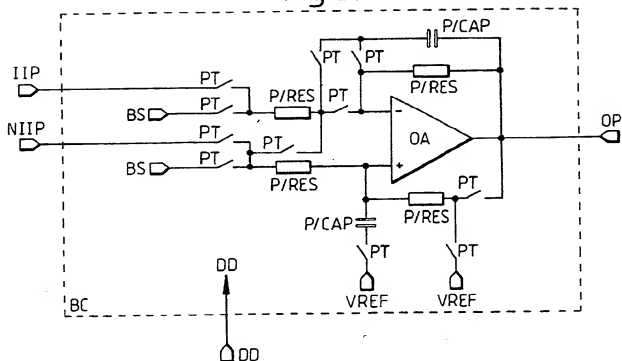 P/CAP
PT
PT
IIP
PT
P/RES
BS
PT
P/RES
PT
-
OA
OP
NIIP
PT
PT
+
BS
PT
P/RES
PT
P/RES
P/CAP
PT
PT
DD
VREF
VREF
BC
DD